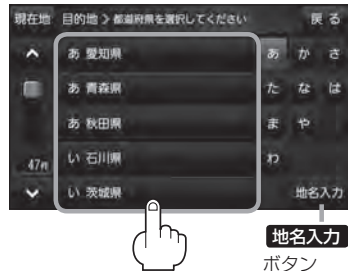 現在地 目的地 > 都道府県を選択してください 戻る
あ 愛知県
あ 青森県
あ 秋田県
い 石川県
い 茨城県
47件
あ か さ
た な は
ま や
わ
地名入力
地名入力
ボタン